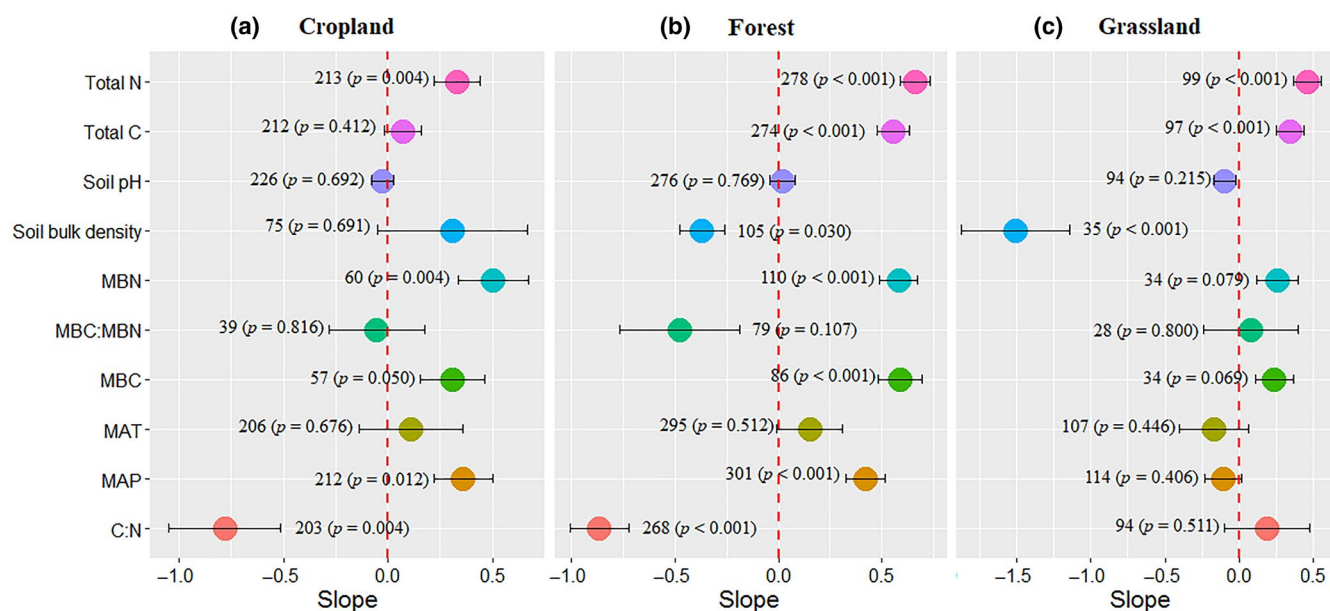 (a) Cropland (b) Forest (c) Grassland
Total N 213 (p = 0.004) 278 (p < 0.001) 99 (p < 0.001)
Total C 212 (p = 0.412) 274 (p < 0.001) 97 (p < 0.001)
Soil pH 226 (p = 0.692) 276 (p = 0.769) 94 (p = 0.215)
Soil bulk density 75 (p = 0.691) 105 (p = 0.030) 35 (p < 0.001)
MBN 60 (p = 0.004) 110 (p < 0.001) 34 (p = 0.079)
MBC:MBN 39 (p = 0.816) 79 (p = 0.107) 28 (p = 0.800)
MBC 57 (p = 0.050) 86 (p < 0.001) 34 (p = 0.069)
MAT 206 (p = 0.676) 295 (p = 0.512) 107 (p = 0.446)
MAP 212 (p = 0.012) 301 (p < 0.001) 114 (p = 0.406)
C:N 203 (p = 0.004) 268 (p < 0.001) 94 (p = 0.511)
−1.0 −0.5 0.0 0.5 −1.0 −0.5 0.0 0.5 −1.5 −1.0 −0.5 0.0 0.5
Slope Slope Slope